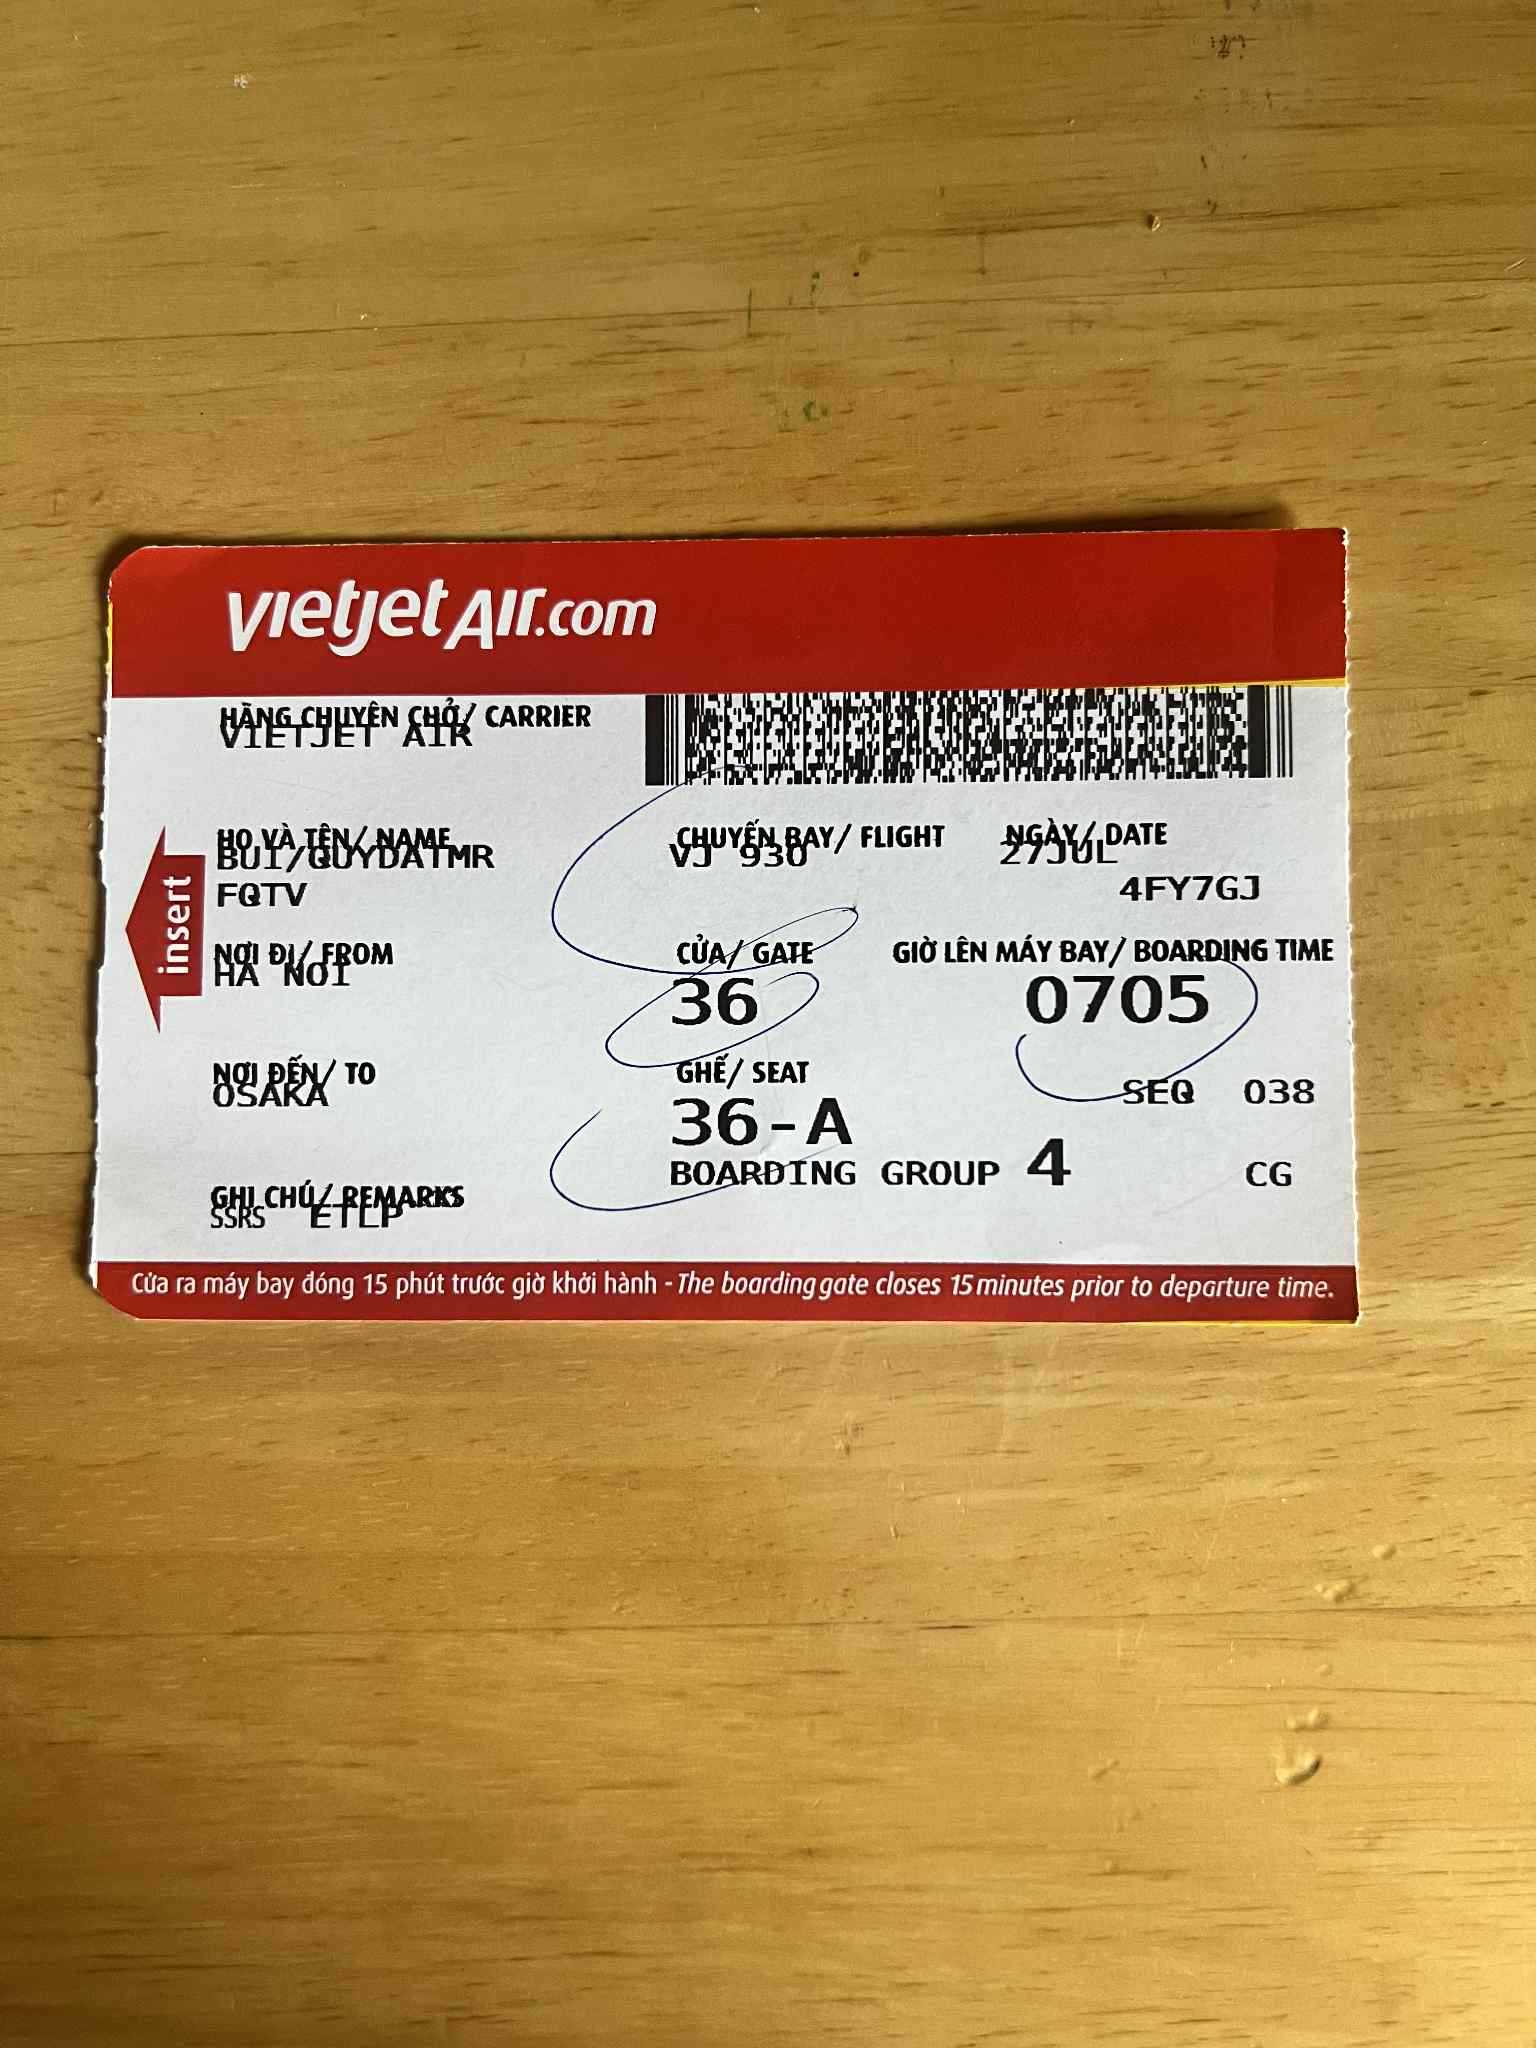 vietjetAir.com
HÃNG CHUYÊN CHỞ/ CARRIER
VIETJET AIR
HỌ VÀ TÊN/ NAME
BUI/QUYDATMR
CHUYẾN BAY/ FLIGHT
VJ 930
NGÀY/ DATE
27JUL
FQTV
4FY7GJ
insert
NƠI ĐI/ FROM
HA NOI
CỬA/ GATE
36
GIỜ LÊN MÁY BAY/ BOARDING TIME
0705
NƠI ĐẾN/ TO
OSAKA
GHẾ/ SEAT
36-A
SEQ 038
BOARDING GROUP 4
CG
GHI CHÚ/ REMARKS
SSRS ETLP
Cửa ra máy bay đóng 15 phút trước giờ khởi hành - The boarding gate closes 15 minutes prior to departure time.